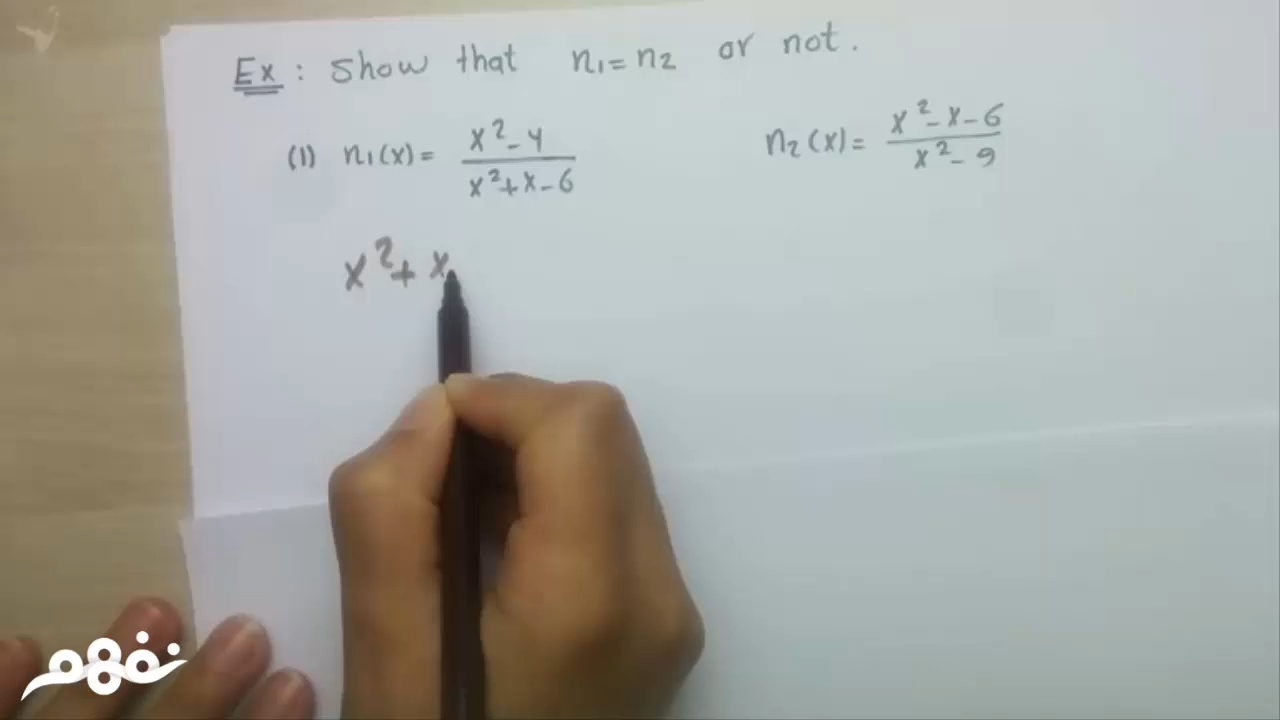 Ex : Show that n₁ = n₂ or not.
(1) n₁(x) = (x² - 4)/(x² + x - 6) n₂(x) = (x² - x - 6)/(x² - 9)
x² + x
نفهم